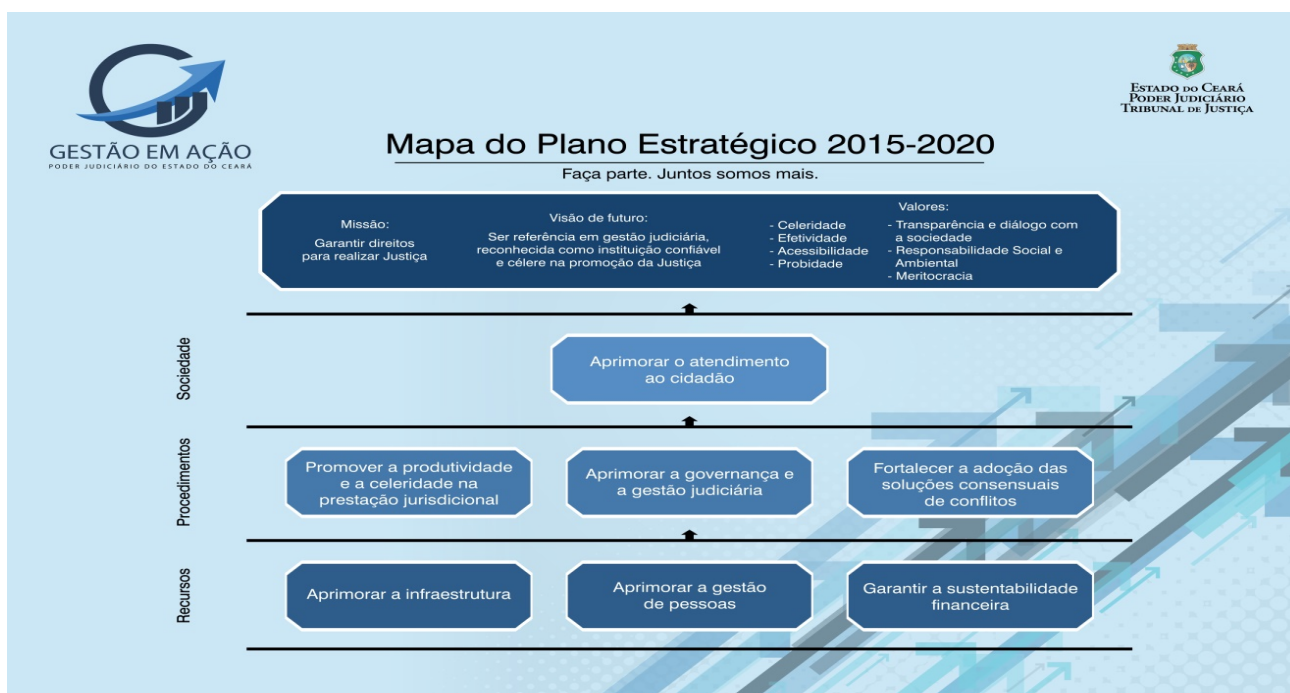 GESTÃO EM AÇÃO
PODER JUDICIÁRIO DO ESTADO DO CEARÁ
ESTADO DO CEARÁ
PODER JUDICIÁRIO
TRIBUNAL DE JUSTIÇA
Mapa do Plano Estratégico 2015-2020
Faça parte. Juntos somos mais.
Missão:
Garantir direitos
para realizar Justiça
Visão de futuro:
Ser referência em gestão judiciária,
reconhecida como instituição confiável
e célere na promoção da Justiça
Valores:
- Celeridade
- Efetividade
- Acessibilidade
- Probidade
- Transparência e diálogo com
a sociedade
- Responsabilidade Social e
Ambiental
- Meritocracia
Sociedade
Aprimorar o atendimento
ao cidadão
Procedimentos
Promover a produtividade
e a celeridade na
prestação jurisdicional
Aprimorar a governança e
a gestão judiciária
Fortalecer a adoção das
soluções consensuais
de conflitos
Recursos
Aprimorar a infraestrutura
Aprimorar a gestão
de pessoas
Garantir a sustentabilidade
financeira